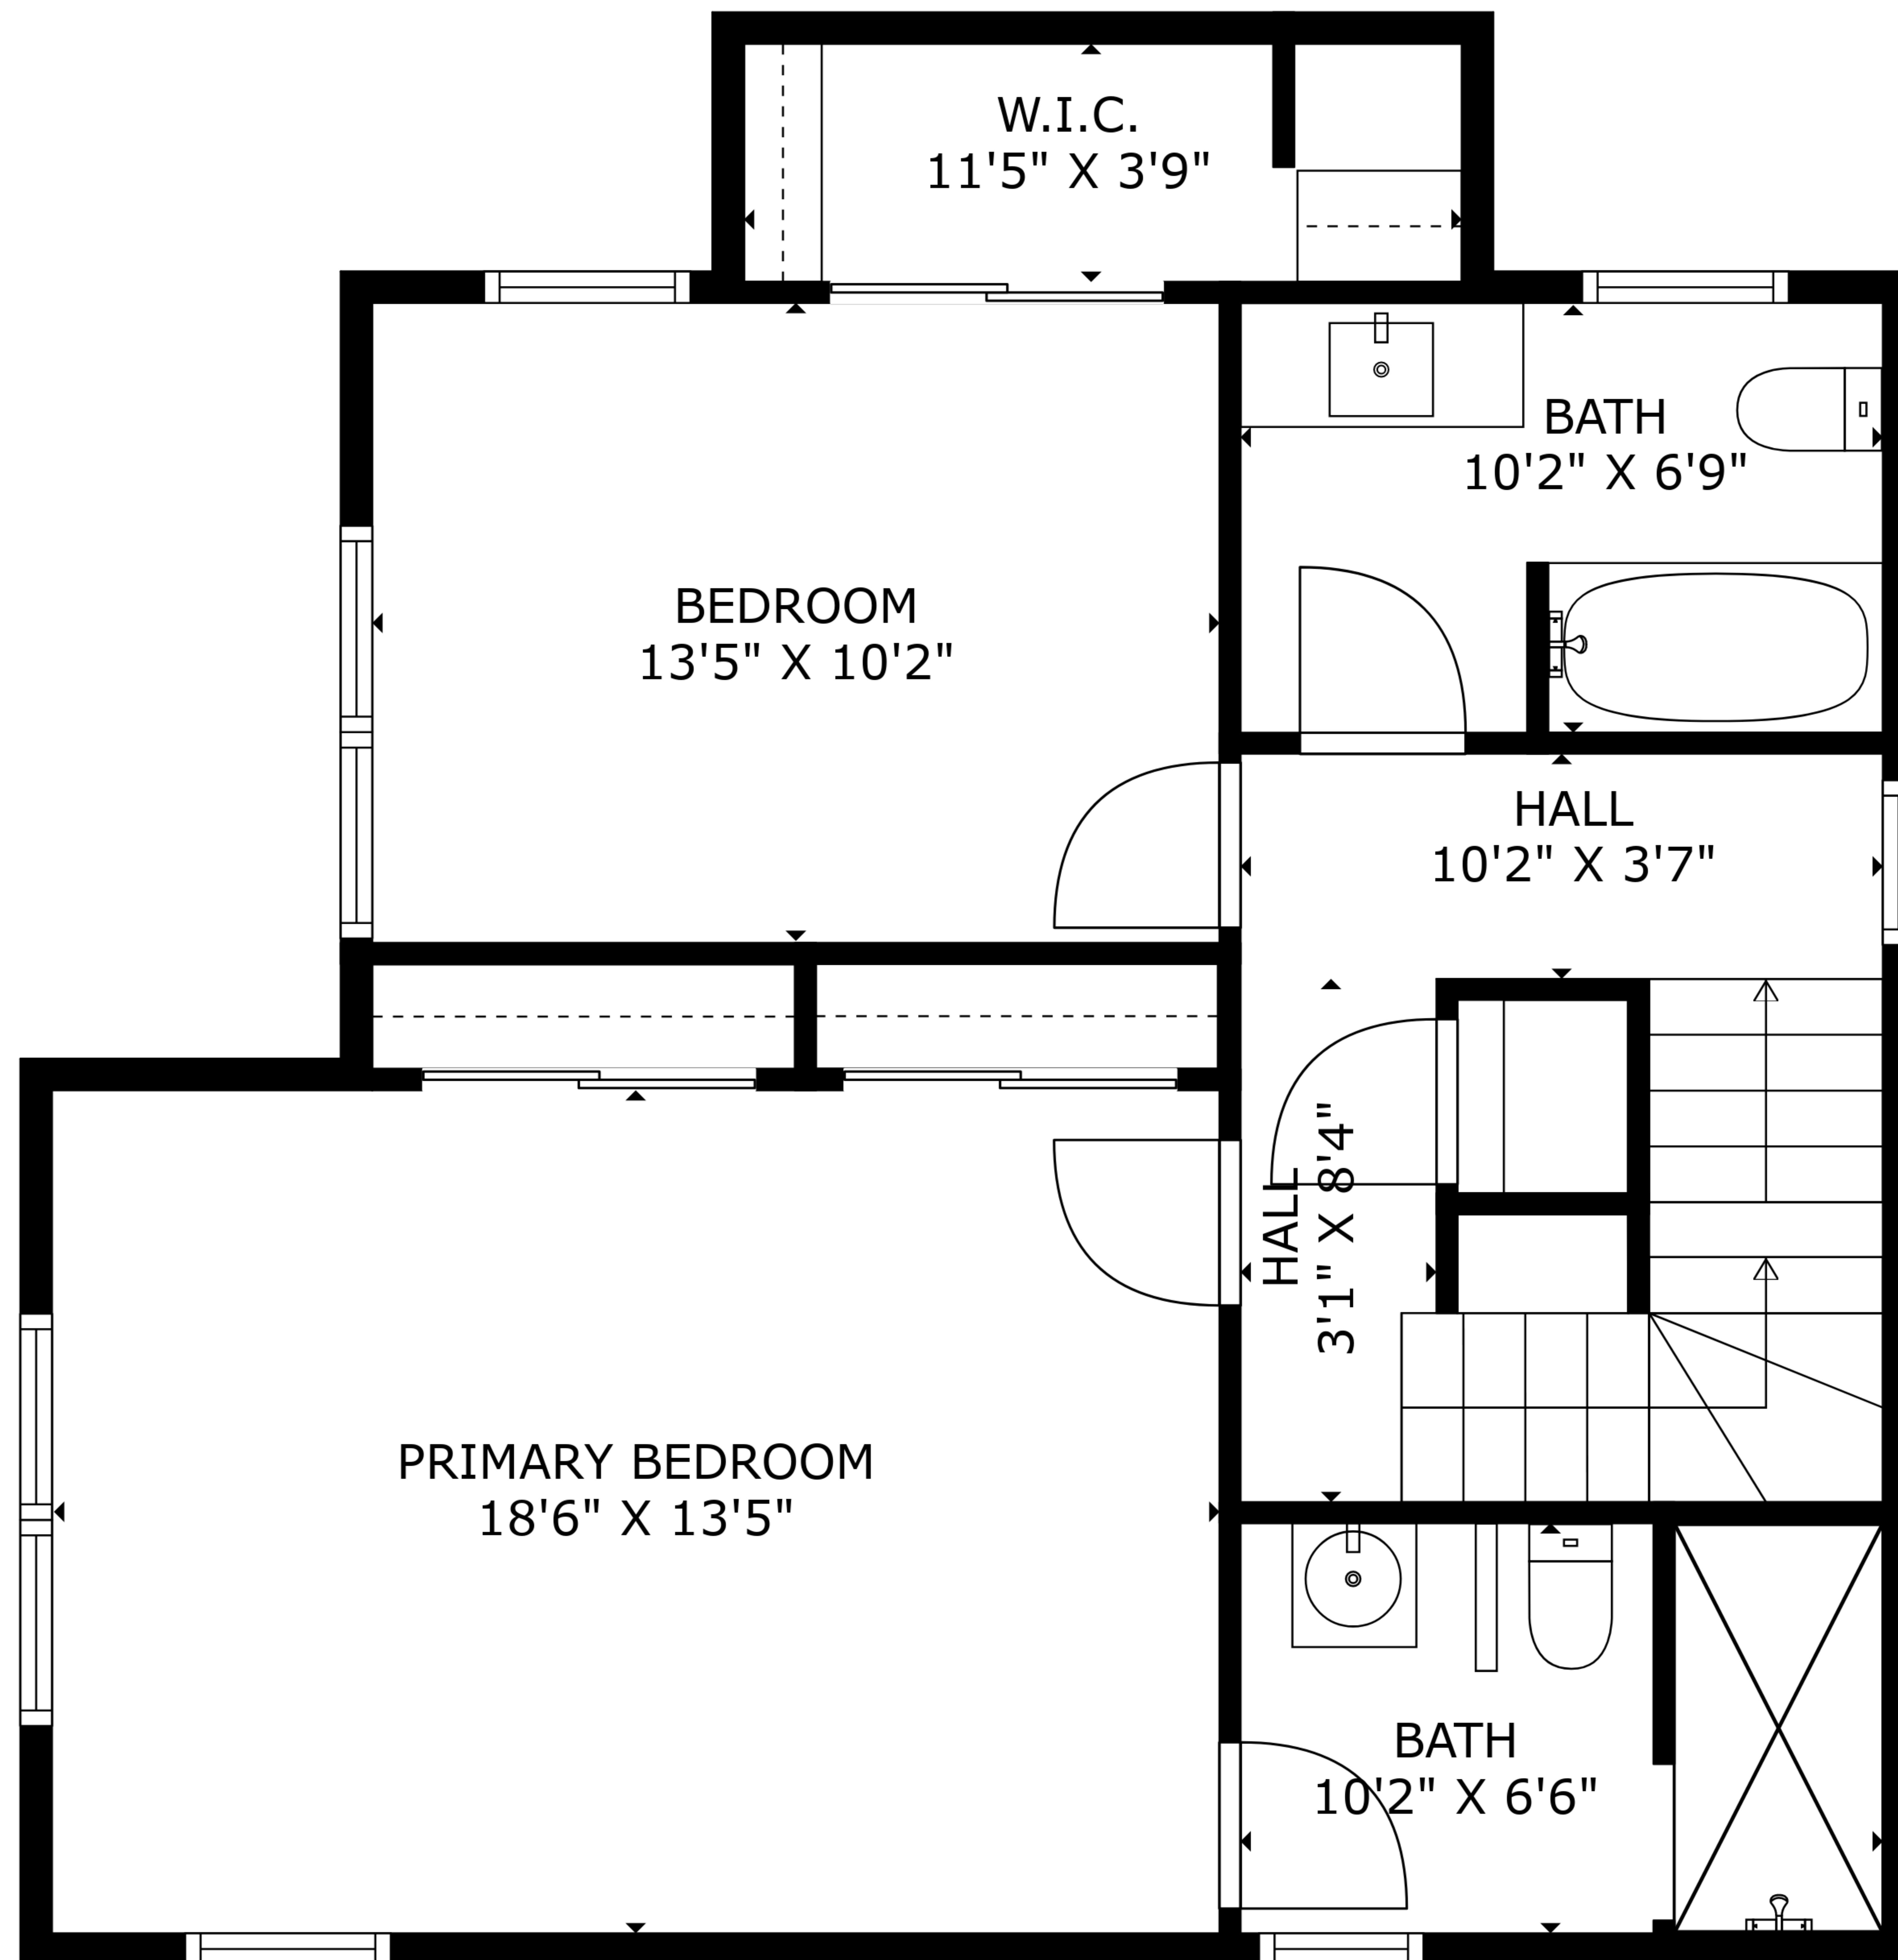 W.I.C.
11'5" X 3'9"
BATH
10'2" X 6'9"
BEDROOM
13'5" X 10'2"
HALL
10'2" X 3'7"
HALL
3'1" X 8'4"
PRIMARY BEDROOM
18'6" X 13'5"
BATH
10'2" X 6'6"